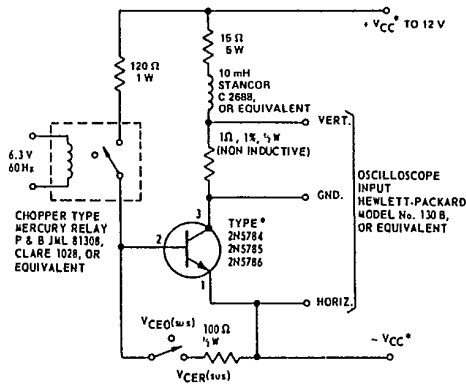 + VCC* TO 12 V
15 Ω
5 W
120 Ω
1 W
10 mH
STANCOR
C 2688,
OR EQUIVALENT
VERT.
1Ω, 1%, ½ W
(NON INDUCTIVE)
6.3 V
60 Hz
OSCILLOSCOPE
INPUT
HEWLETT-PACKARD
MODEL No. 130 B,
OR EQUIVALENT
GND.
CHOPPER TYPE
MERCURY RELAY
P & B JML 81308,
CLARE 1028, OR
EQUIVALENT
3
2
1
TYPE*
2N5784
2N5785
2N5786
HORIZ.
VCEO(sus)
100 Ω
½ W
VCER(sus)
− VCC*